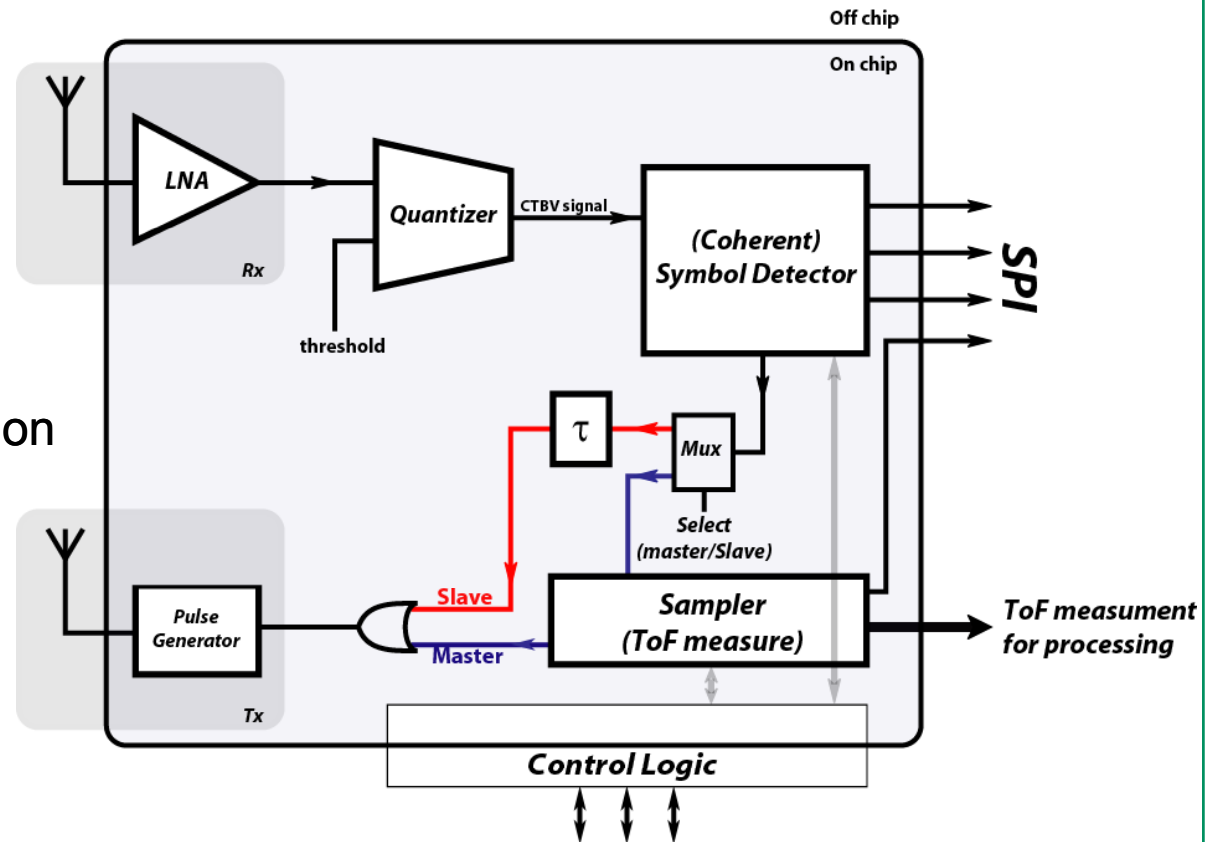 Off chip
On chip
LNA
Rx
Quantizer
threshold
CTBV signal
(Coherent)
Symbol Detector
SPI
on
τ
Mux
Select
(master/Slave)
Slave
Master
Pulse
Generator
Tx
Sampler
(ToF measure)
ToF measument
for processing
Control Logic